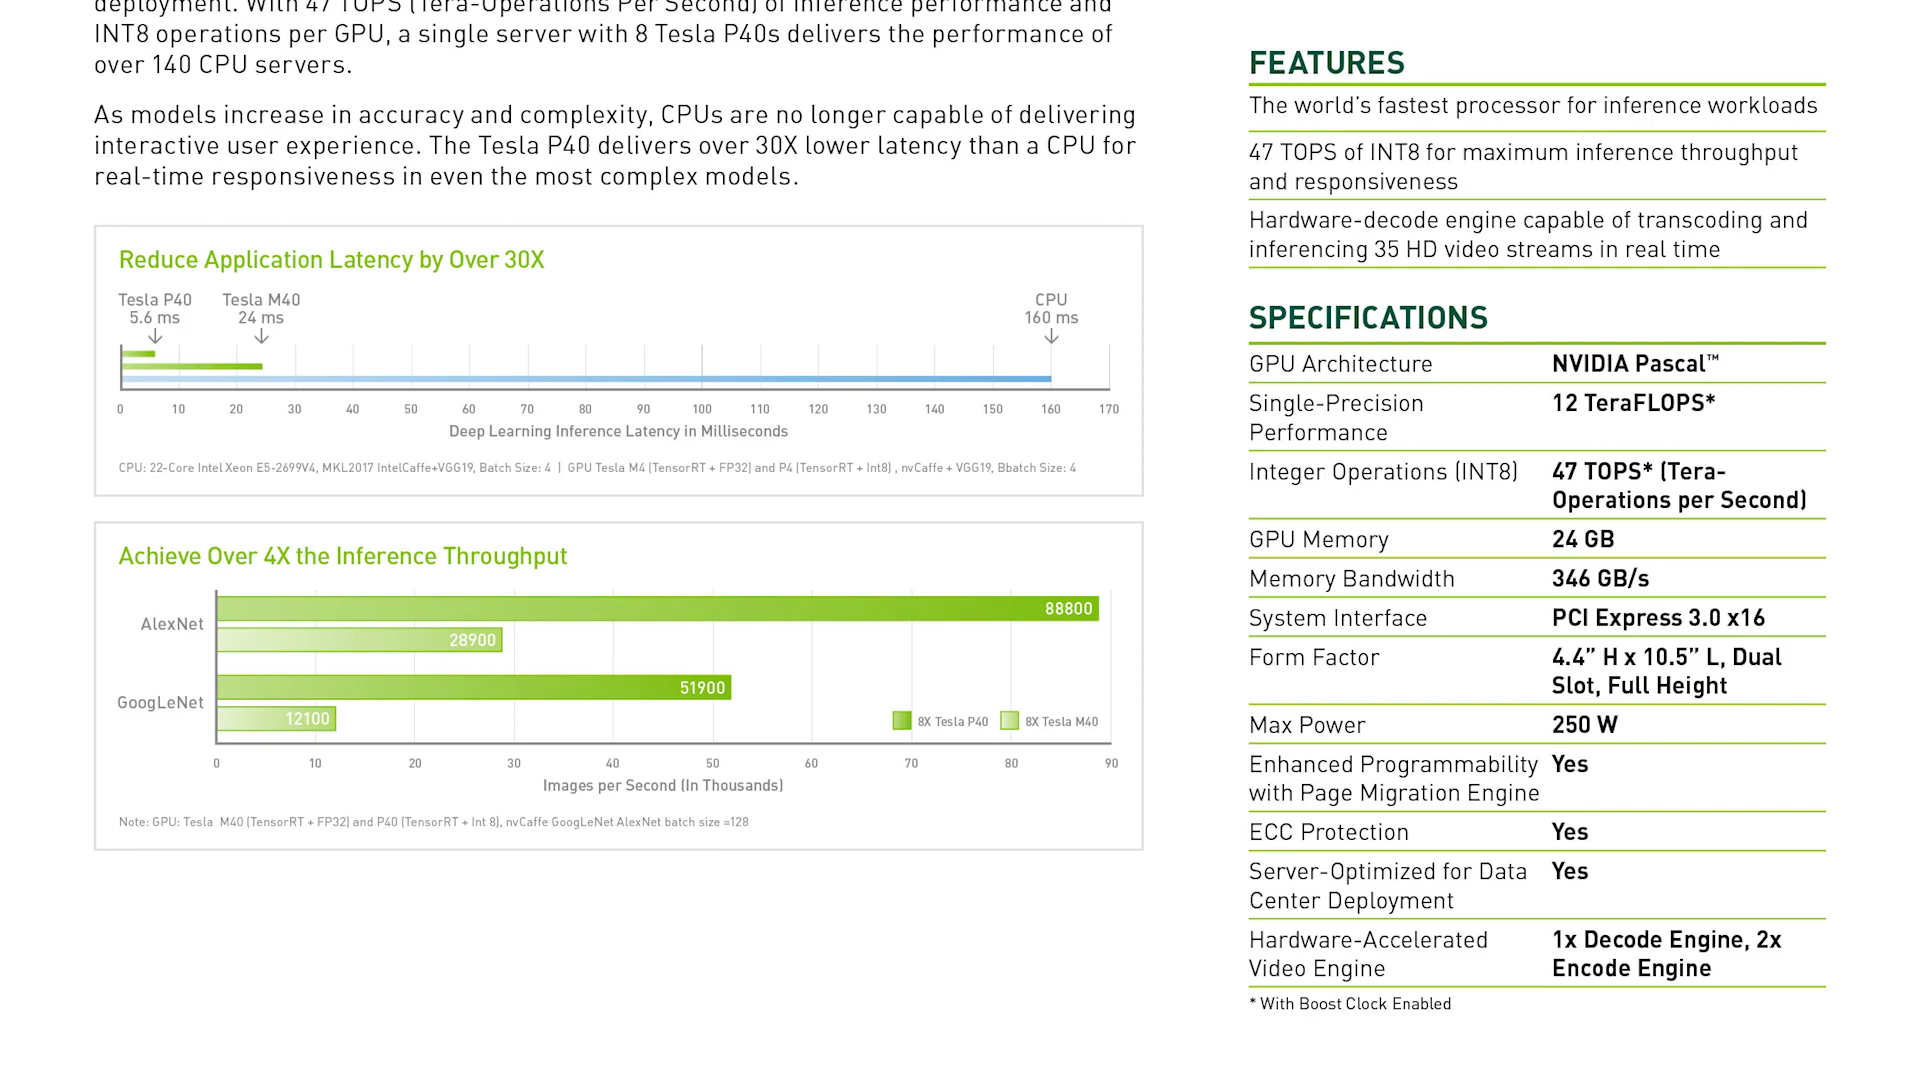 deployment. With 47 TOPS (Tera-Operations Per Second) of inference performance and
INT8 operations per GPU, a single server with 8 Tesla P40s delivers the performance of
over 140 CPU servers.
As models increase in accuracy and complexity, CPUs are no longer capable of delivering
interactive user experience. The Tesla P40 delivers over 30X lower latency than a CPU for
real-time responsiveness in even the most complex models.
Reduce Application Latency by Over 30X
Tesla P40 Tesla M40 CPU
5.6 ms 24 ms 160 ms
0 10 20 30 40 50 60 70 80 90 100 110 120 130 140 150 160 170
Deep Learning Inference Latency in Milliseconds
CPU: 22-Core Intel Xeon E5-2699V4, MKL2017 IntelCaffe+VGG19, Batch Size: 4 | GPU Tesla M4 (TensorRT + FP32) and P4 (TensorRT + Int8) , nvCaffe + VGG19, Bbatch Size: 4
Achieve Over 4X the Inference Throughput
AlexNet
88800
28900
GoogLeNet
51900
12100
8X Tesla P40 8X Tesla M40
0 10 20 30 40 50 60 70 80 90
Images per Second (In Thousands)
Note: GPU: Tesla M40 (TensorRT + FP32) and P40 (TensorRT + Int 8), nvCaffe GoogLeNet AlexNet batch size =128
FEATURES
The world's fastest processor for inference workloads
47 TOPS of INT8 for maximum inference throughput
and responsiveness
Hardware-decode engine capable of transcoding and
inferencing 35 HD video streams in real time
SPECIFICATIONS
GPU Architecture NVIDIA Pascal™
Single-Precision 12 TeraFLOPS*
Performance
Integer Operations (INT8) 47 TOPS* (Tera-
Operations per Second)
GPU Memory 24 GB
Memory Bandwidth 346 GB/s
System Interface PCI Express 3.0 x16
Form Factor 4.4” H x 10.5” L, Dual
Slot, Full Height
Max Power 250 W
Enhanced Programmability Yes
with Page Migration Engine
ECC Protection Yes
Server-Optimized for Data Yes
Center Deployment
Hardware-Accelerated 1x Decode Engine, 2x
Video Engine Encode Engine
* With Boost Clock Enabled